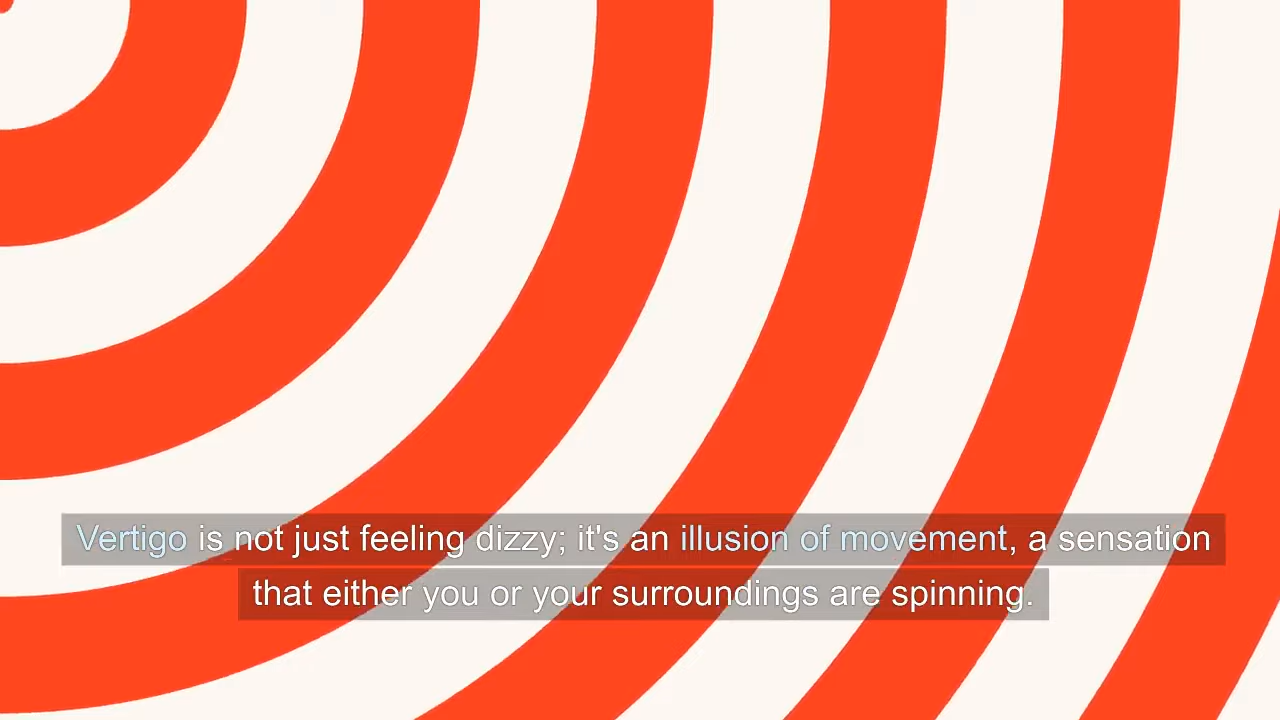 Vertigo is not just feeling dizzy; it's an illusion of movement, a sensation
that either you or your surroundings are spinning.